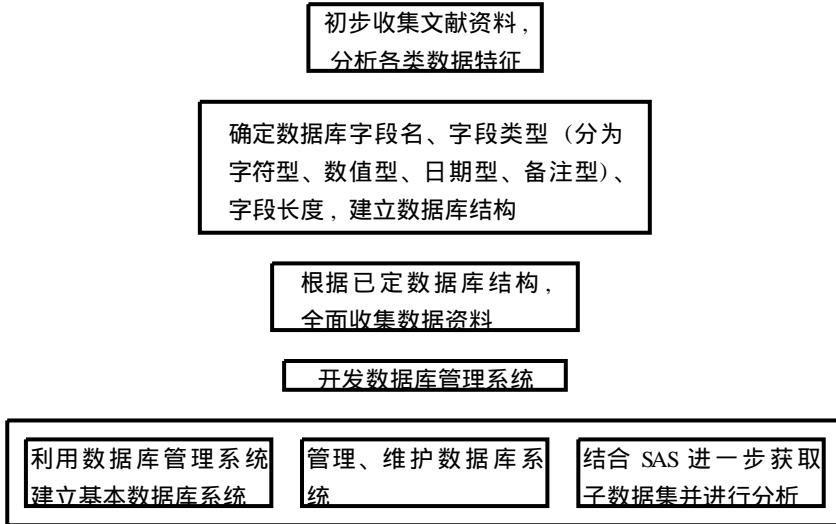 初步收集文献资料,
分析各类数据特征
确定数据库字段名、字段类型 (分为
字符型、数值型、日期型、备注型)、
字段长度, 建立数据库结构
根据已定数据库结构,
全面收集数据资料
开发数据库管理系统
利用数据库管理系统
建立基本数据库系统
管理、维护数据库系
统
结合 SAS 进一步获取
子数据集并进行分析